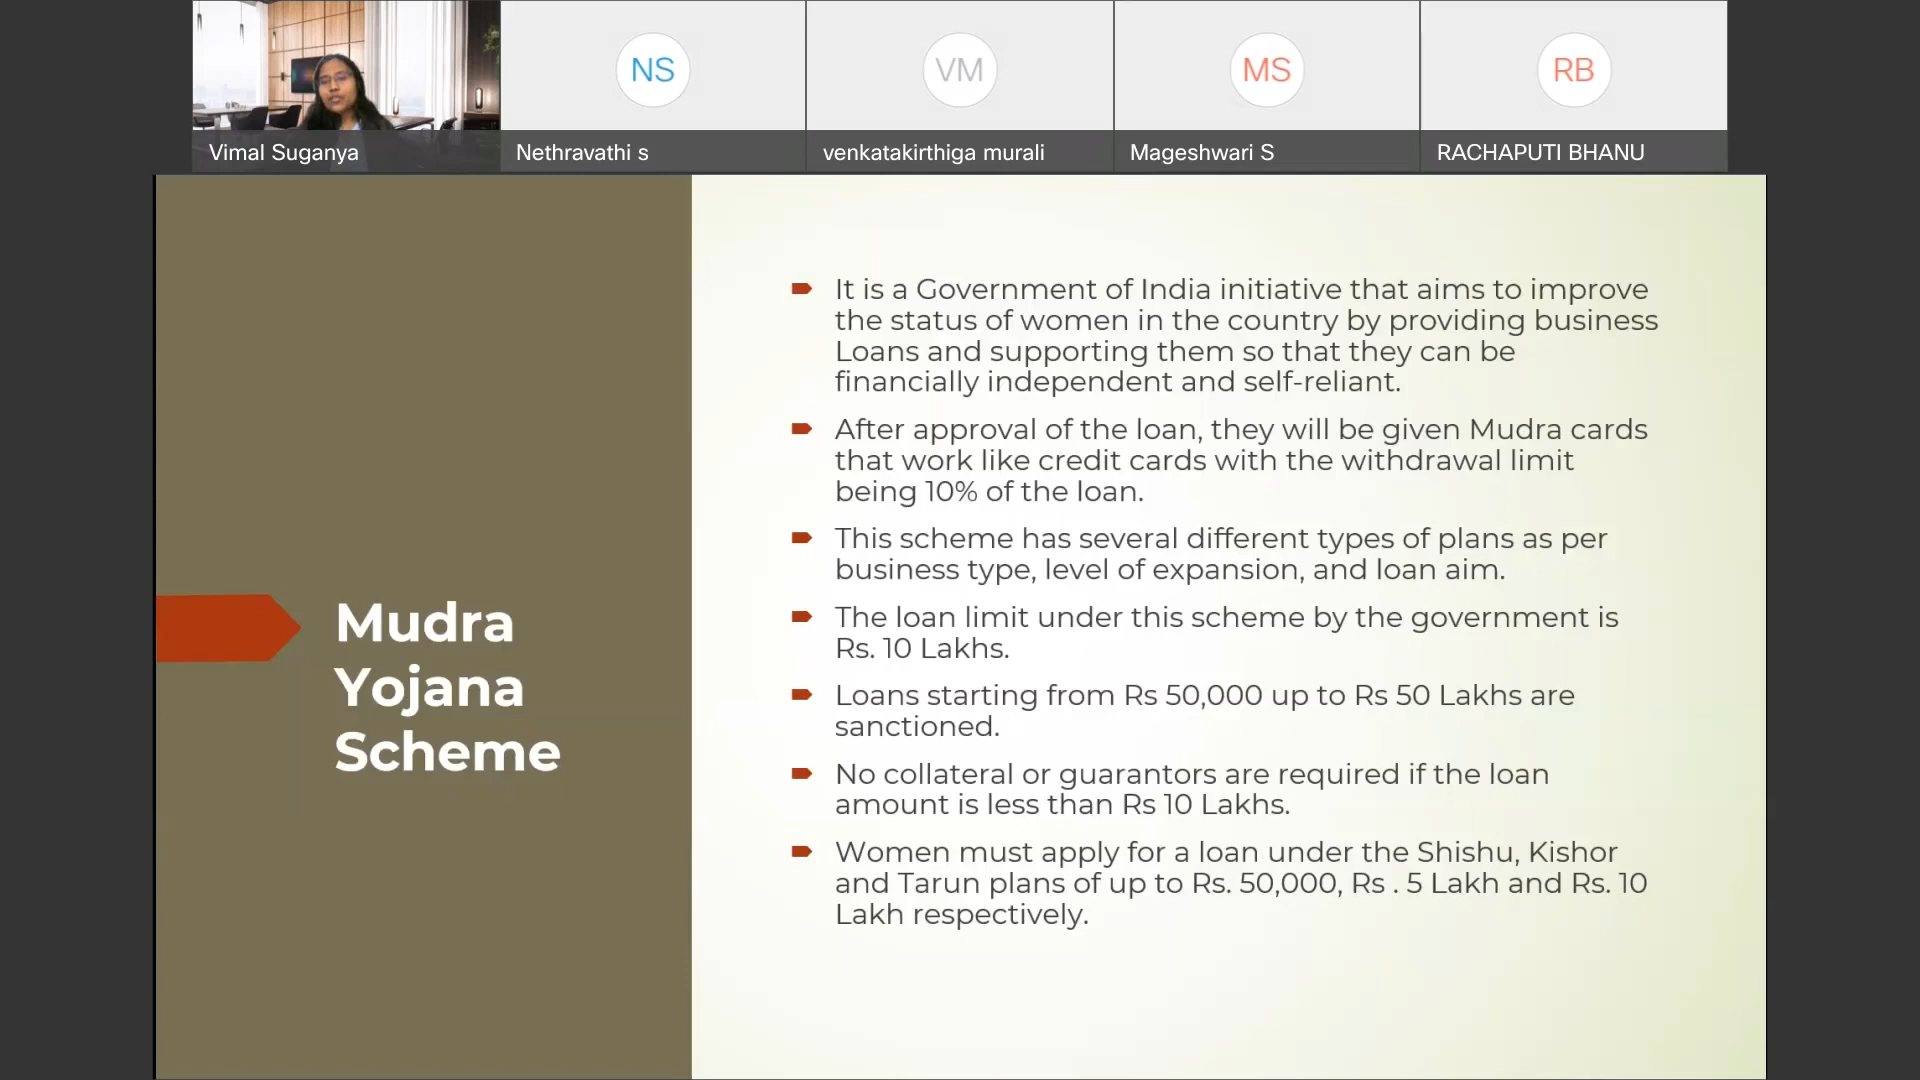 NS
VM
MS
RB
Vimal Suganya
Nethravathi s
venkatakirthiga murali
Mageshwari S
RACHAPUTI BHANU
Mudra
Yojana
Scheme
It is a Government of India initiative that aims to improve
the status of women in the country by providing business
Loans and supporting them so that they can be
financially independent and self-reliant.
After approval of the loan, they will be given Mudra cards
that work like credit cards with the withdrawal limit
being 10% of the loan.
This scheme has several different types of plans as per
business type, level of expansion, and loan aim.
The loan limit under this scheme by the government is
Rs. 10 Lakhs.
Loans starting from Rs 50,000 up to Rs 50 Lakhs are
sanctioned.
No collateral or guarantors are required if the loan
amount is less than Rs 10 Lakhs.
Women must apply for a loan under the Shishu, Kishor
and Tarun plans of up to Rs. 50,000, Rs . 5 Lakh and Rs. 10
Lakh respectively.